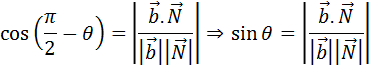 cos(π/2 − θ) = |b⃗.N⃗ / |b⃗||N⃗|| ⇒ sin θ = |b⃗.N⃗ / |b⃗||N⃗||